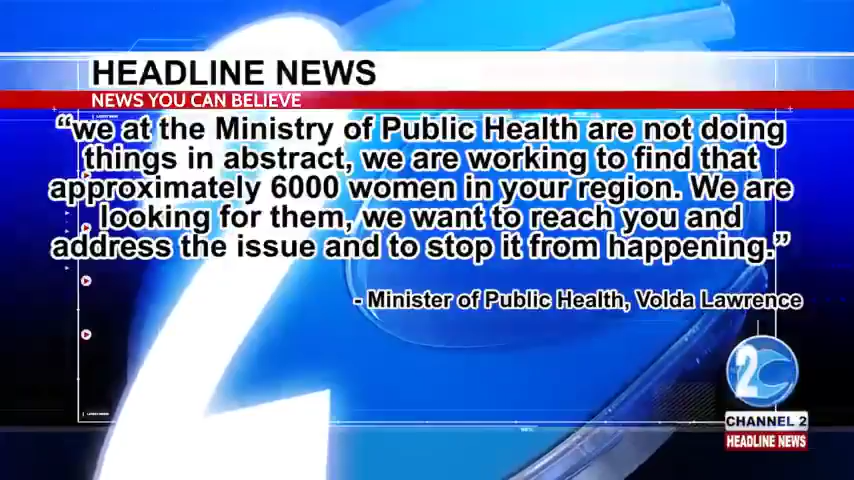 HEADLINE NEWS
NEWS YOU CAN BELIEVE
“we at the Ministry of Public Health are not doing
things in abstract, we are working to find that
approximately 6000 women in your region. We are
looking for them, we want to reach you and
address the issue and to stop it from happening.”
- Minister of Public Health, Volda Lawrence
2
CHANNEL 2
HEADLINE NEWS